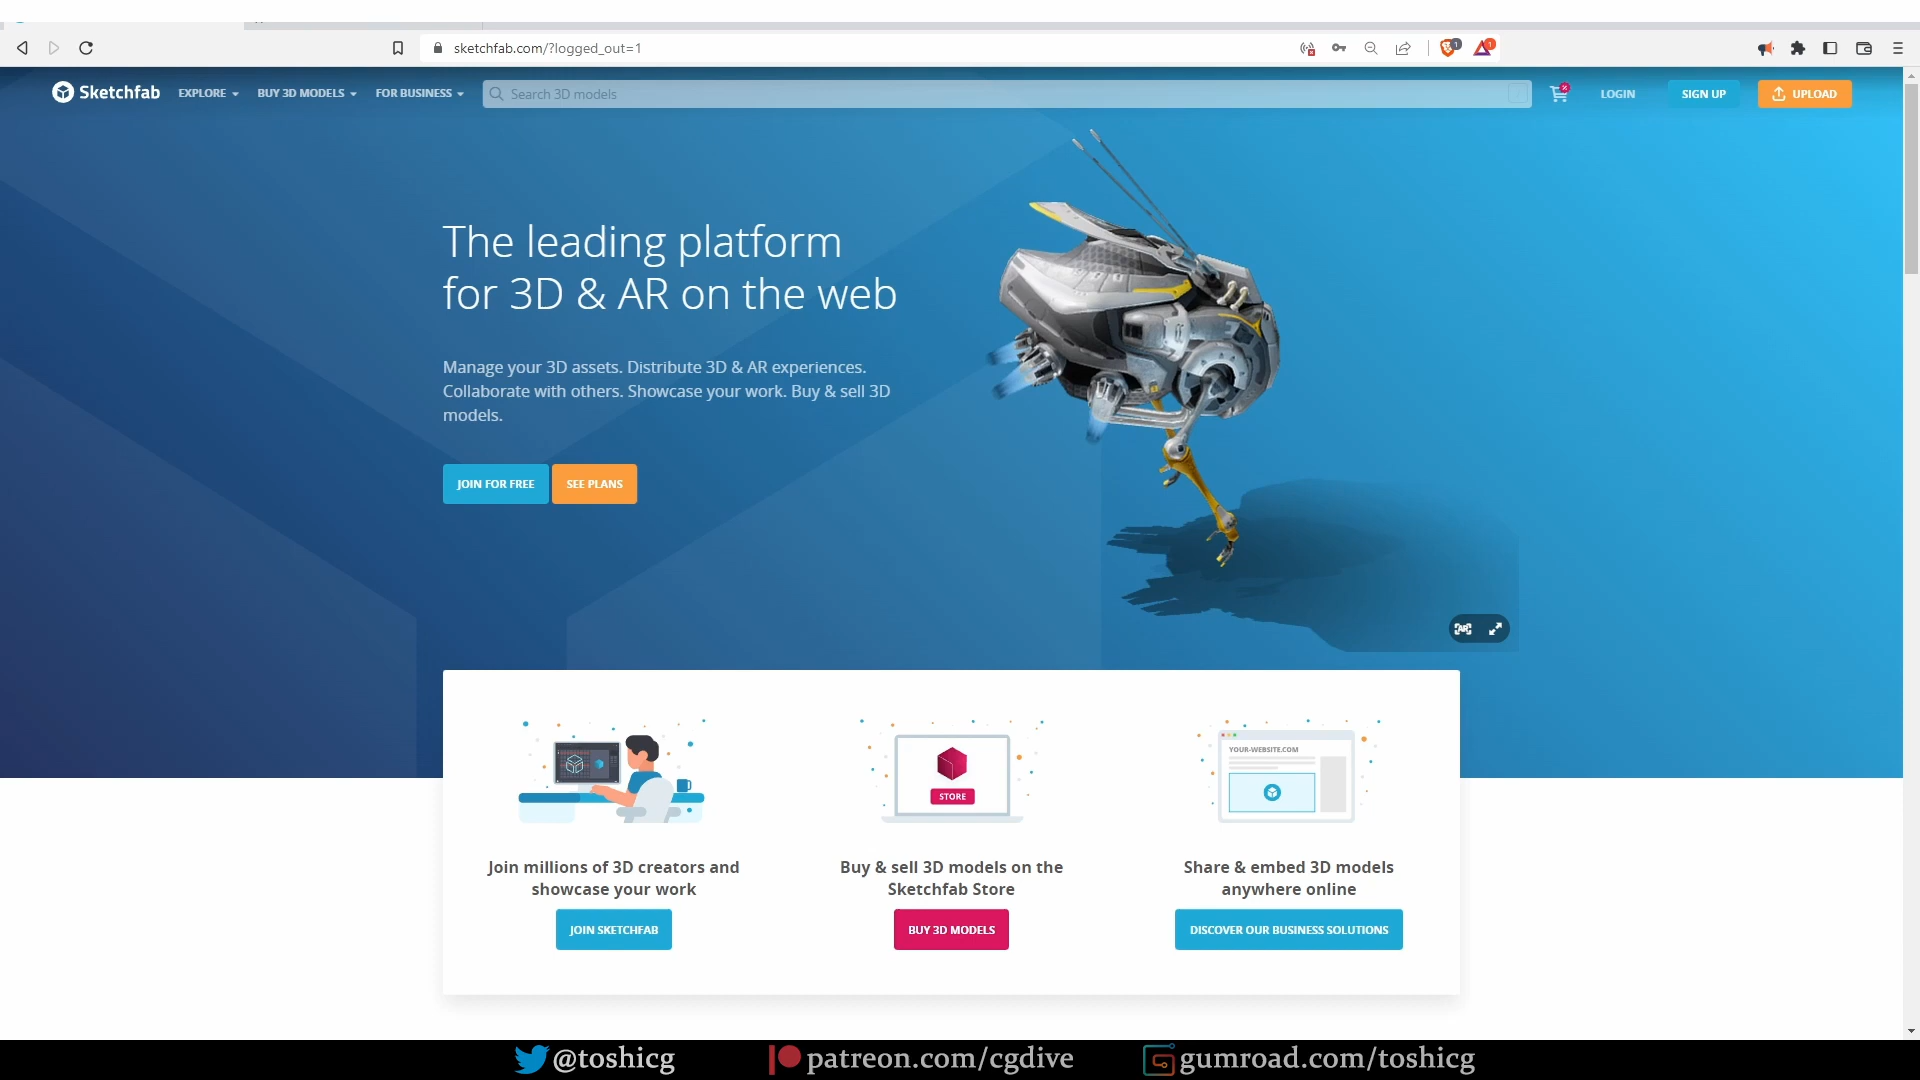 sketchfab.com/?logged_out=1
1
1
Sketchfab
EXPLORE
BUY 3D MODELS
FOR BUSINESS
Search 3D models
LOGIN
SIGN UP
UPLOAD
The leading platform
for 3D & AR on the web
Manage your 3D assets. Distribute 3D & AR experiences.
Collaborate with others. Showcase your work. Buy & sell 3D
models.
JOIN FOR FREE
SEE PLANS
AR
STORE
YOUR-WEBSITE.COM
Join millions of 3D creators and
showcase your work
JOIN SKETCHFAB
Buy & sell 3D models on the
Sketchfab Store
BUY 3D MODELS
Share & embed 3D models
anywhere online
DISCOVER OUR BUSINESS SOLUTIONS
@toshicg
patreon.com/cgdive
gumroad.com/toshicg